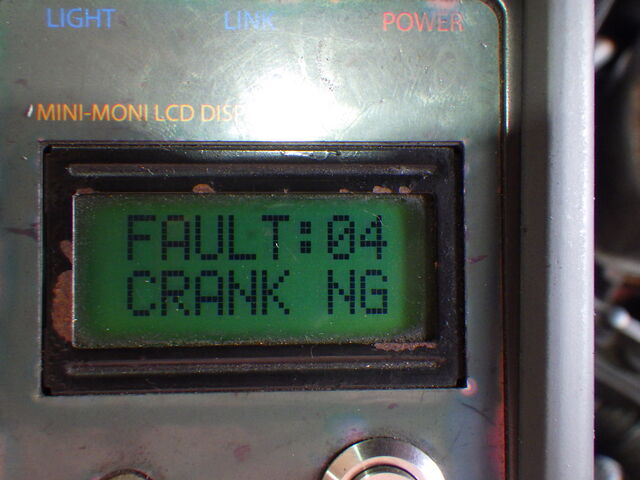 LIGHT LINK POWER
MINI-MONI LCD DISP
FAULT:04
CRANK NG